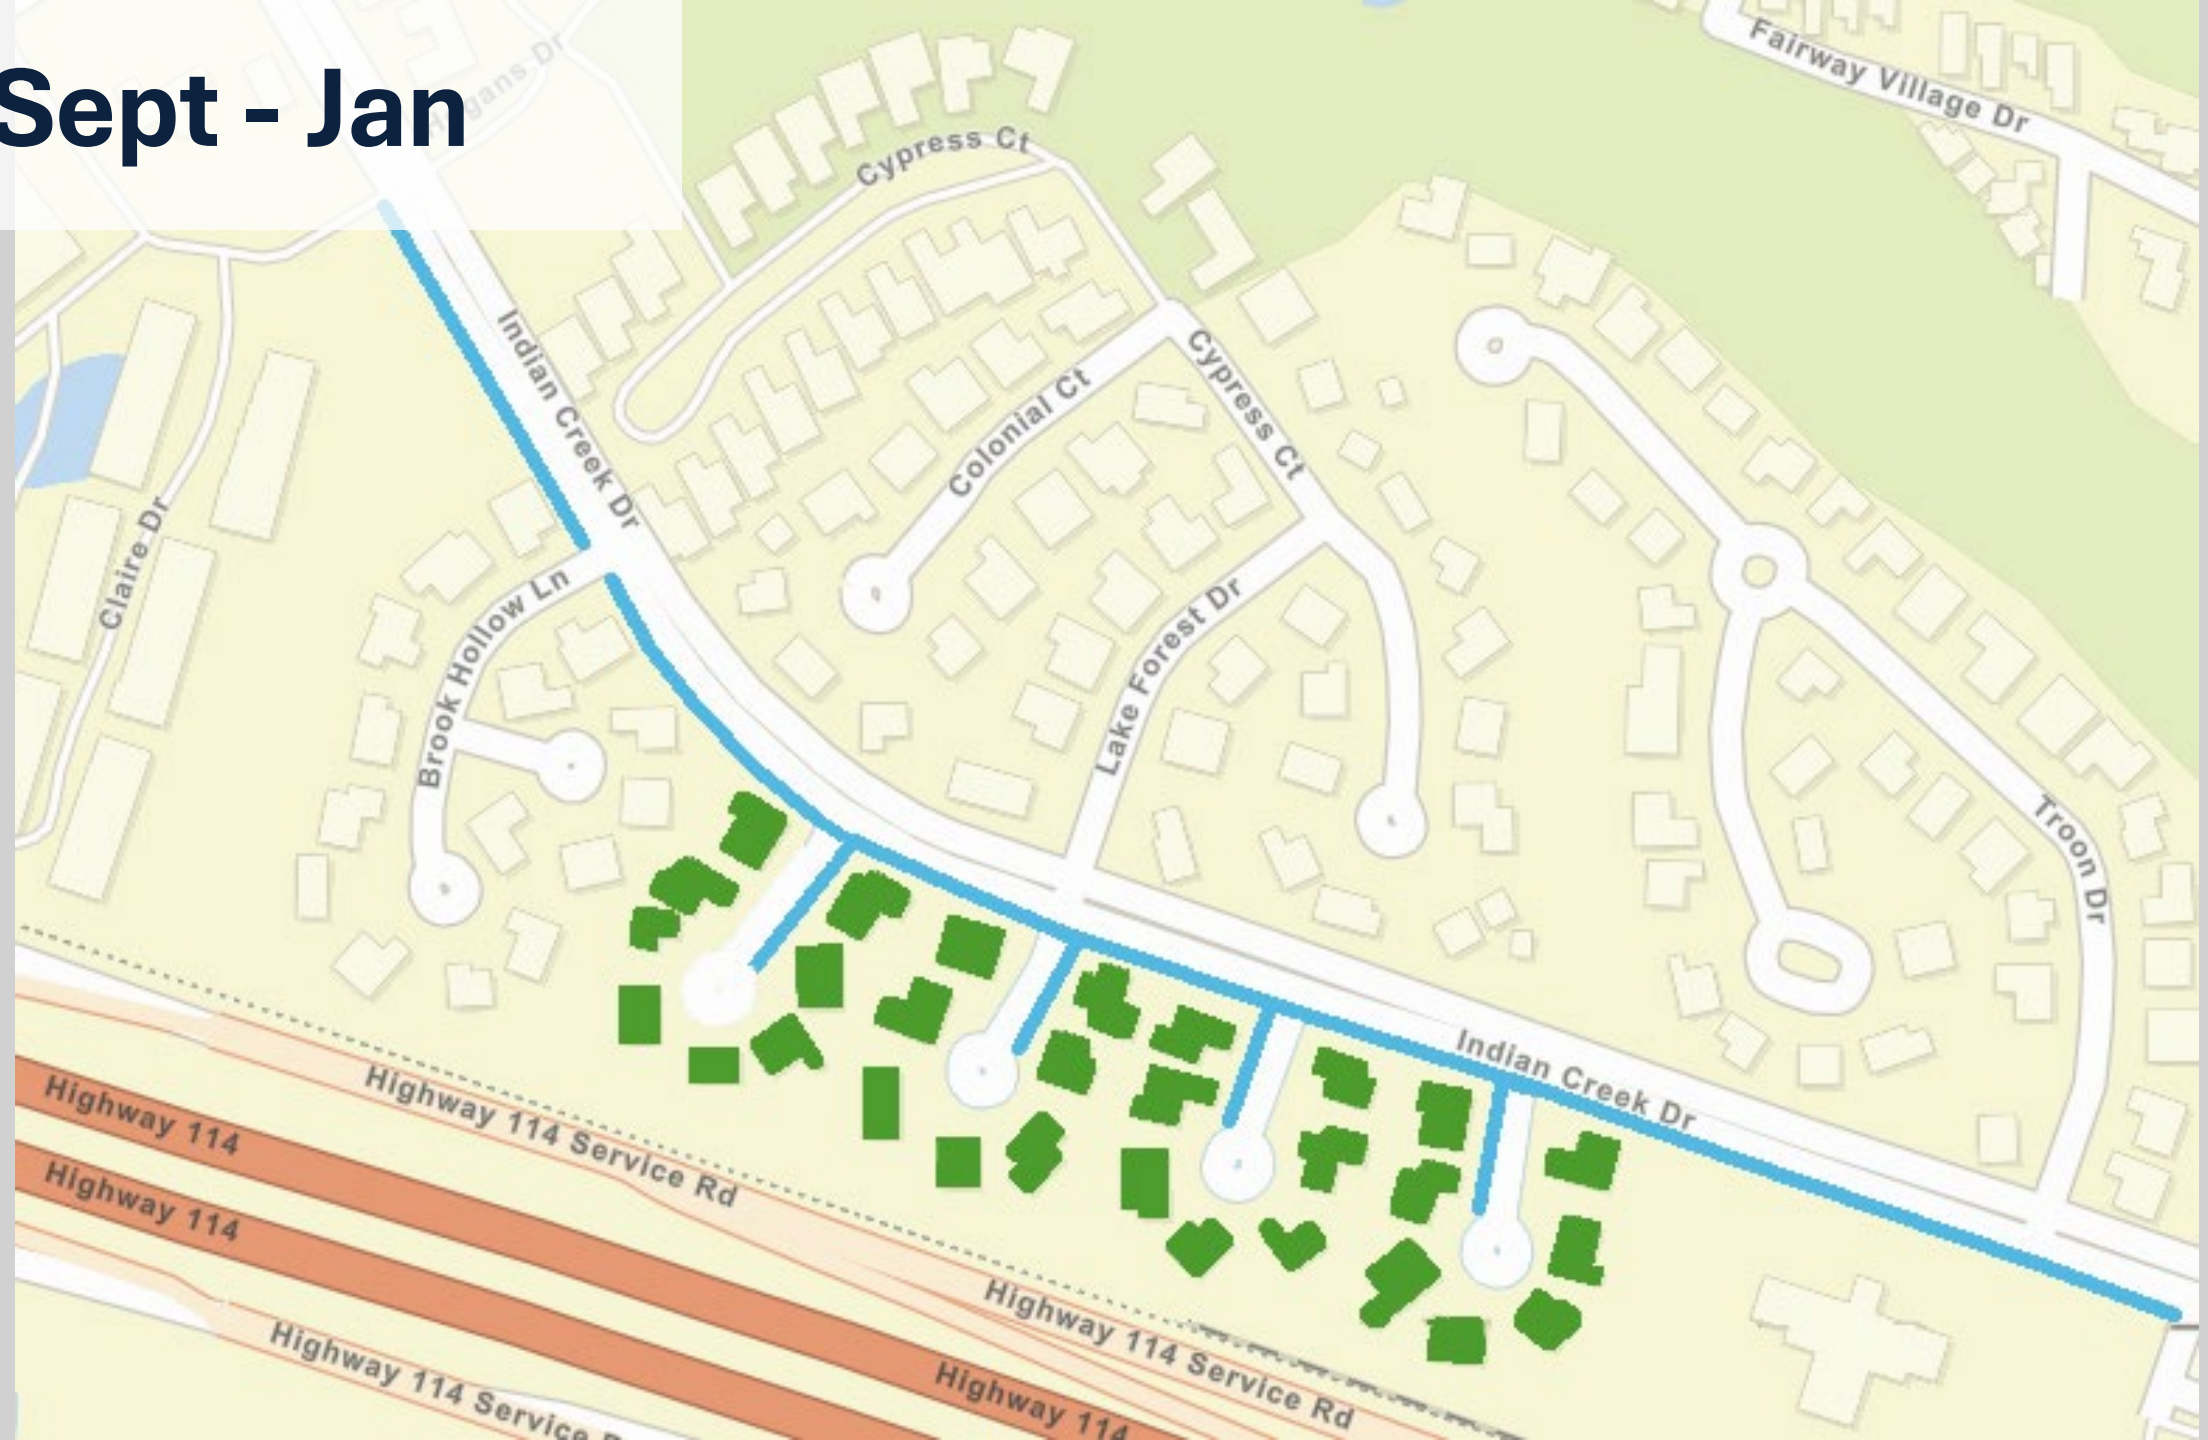 Sept - Jan
Fairway Village Dr
Cypress Ct
Indian Creek Dr
Cypress Ct
Colonial Ct
Claire Dr
Brook Hollow Ln
Lake Forest Dr
Troon Dr
Indian Creek Dr
Highway 114
Highway 114 Service Rd
Highway 114
Highway 114 Service Rd
Highway 114 Service
Highway 114